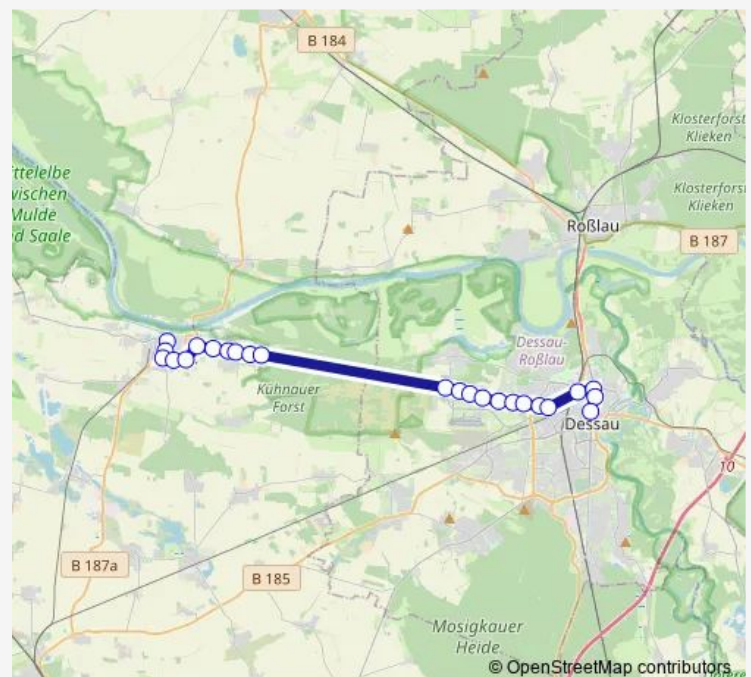 B 184
Klosterforst
Klieken
ttelelbe
vischen
Mulde
d Saale
Klosterforst
Klieken
Roßlau
B 187
Dessau-
Roßlau
Kühnauer
Forst
Dessau
10
B 187a
B 185
Mosigkauer
Heide
© OpenStreetMap contributors